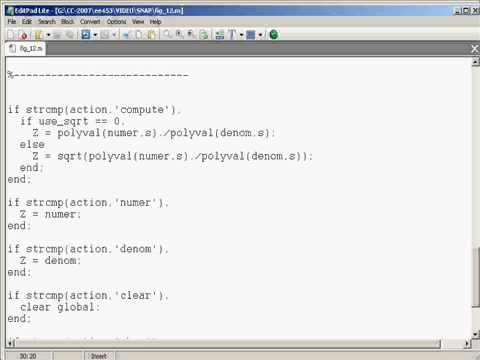 EditPad Lite - [G:\CC-2007\ee453\VIDEO\SNAP\fig_12.m]
File Edit Search Block Convert Options View Help
fig_12.m
%----------------------------
if strcmp(action,'compute'),
if use_sqrt == 0,
Z = polyval(numer,s)./polyval(denom,s);
else
Z = sqrt(polyval(numer,s)./polyval(denom,s));
end;
end;
if strcmp(action,'numer'),
Z = numer;
end;
if strcmp(action,'denom'),
Z = denom;
end;
if strcmp(action,'clear'),
clear global;
end;
30: 20 Insert